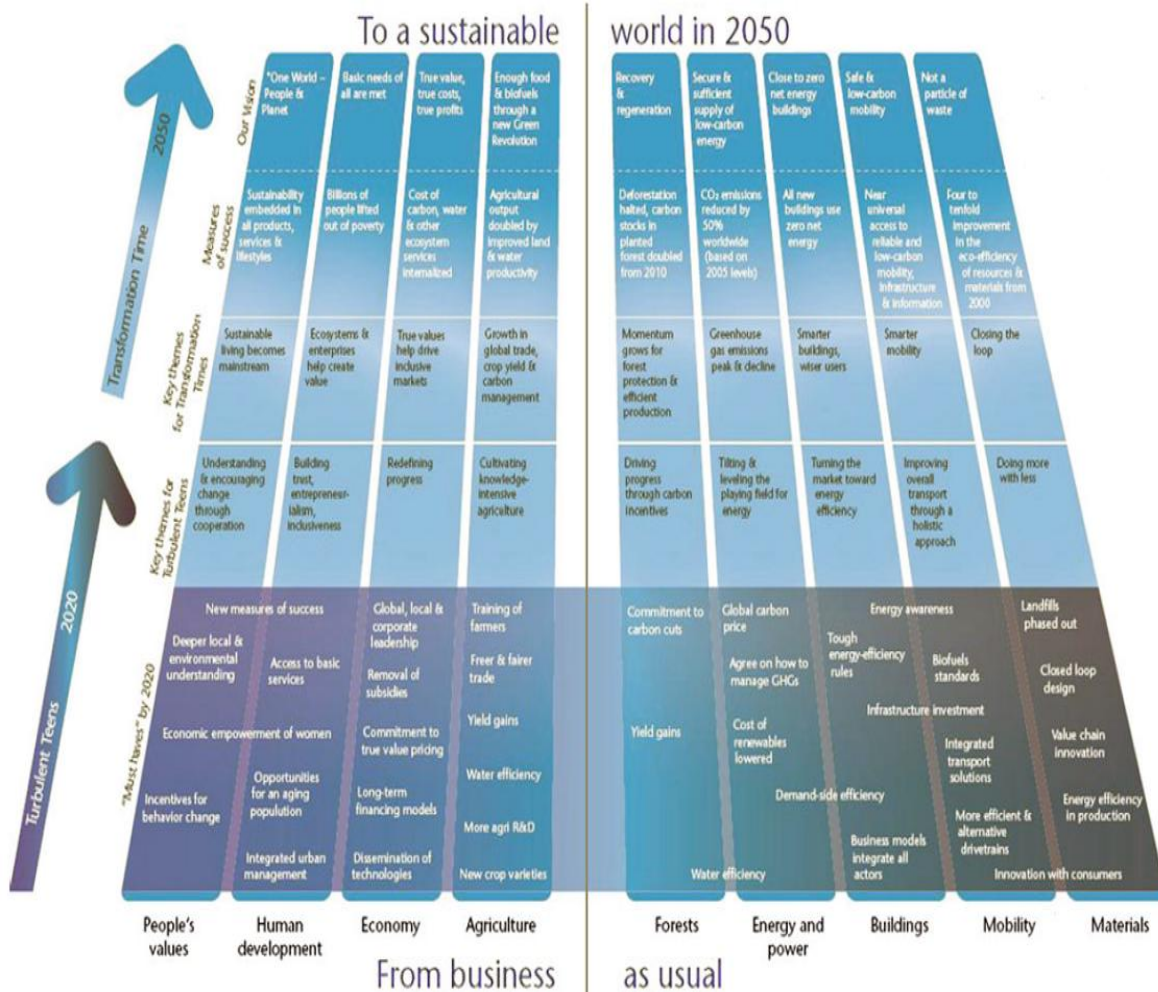 To a sustainable
world in 2050
2050
Transformation Time
2020
Turbulent Teens
Our Vision
"One World –
People &
Planet
Basic needs of
all are met
True value,
true costs,
true profits
Enough food
& biofuels
through a
new Green
Revolution
Recovery
&
regeneration
Secure &
sufficient
supply of
low-carbon
energy
Close to zero
net energy
buildings
Safe &
low-carbon
mobility
Not a
particle of
waste
Measures
of success
Sustainability
embedded in
all products,
services &
lifestyles
Billions of
people lifted
out of poverty
Cost of
carbon, water
& other
ecosystem
services
internalized
Agricultural
output
doubled by
improved land
& water
productivity
Deforestation
halted, carbon
stocks in
planted
forest doubled
from 2010
CO₂ emissions
reduced by
50%
worldwide
(based on
2005 levels)
All new
buildings use
zero net
energy
Near
universal
access to
reliable and
low-carbon
mobility,
infrastructure
& information
Four to
tenfold
improvement
in the
eco-efficiency
of resources &
materials from
2000
Key themes
for Transformation
Times
Sustainable
living becomes
mainstream
Ecosystems &
enterprises
help create
value
True values
help drive
inclusive
markets
Growth in
global trade,
crop yield &
carbon
management
Momentum
grows for
forest
protection &
efficient
production
Greenhouse
gas emissions
peak & decline
Smarter
buildings,
wiser users
Smarter
mobility
Closing the
loop
Key themes for
Turbulent Teens
Understanding
& encouraging
change
through
cooperation
Building
trust,
entrepreneur-
ialism,
inclusiveness
Redefining
progress
Cultivating
knowledge-
intensive
agriculture
Driving
progress
through carbon
incentives
Tilting &
leveling the
playing field for
energy
Turning the
market toward
energy
efficiency
Improving
overall
transport
through a
holistic
approach
Doing more
with less
"Must haves" by 2020
New measures of success
Deeper local &
environmental
understanding
Access to basic
services
Economic empowerment of women
Incentives for
behavior change
Opportunities
for an aging
population
Integrated urban
management
Global, local &
corporate
leadership
Removal of
subsidies
Commitment to
true value pricing
Long-term
financing models
Dissemination of
technologies
Training of
farmers
Freer & fairer
trade
Yield gains
Water efficiency
More agri R&D
New crop varieties
Commitment to
carbon cuts
Yield gains
Water efficiency
Global carbon
price
Agree on how to
manage GHGs
Cost of
renewables
lowered
Demand-side efficiency
Energy awareness
Tough
energy-efficiency
rules
Infrastructure investment
Business models
integrate all
actors
Biofuels
standards
Integrated
transport
solutions
More efficient &
alternative
drivetrains
Innovation with consumers
Landfills
phased out
Closed loop
design
Value chain
innovation
Energy efficiency
in production
People's
values
Human
development
Economy
Agriculture
Forests
Energy and
power
Buildings
Mobility
Materials
From business
as usual